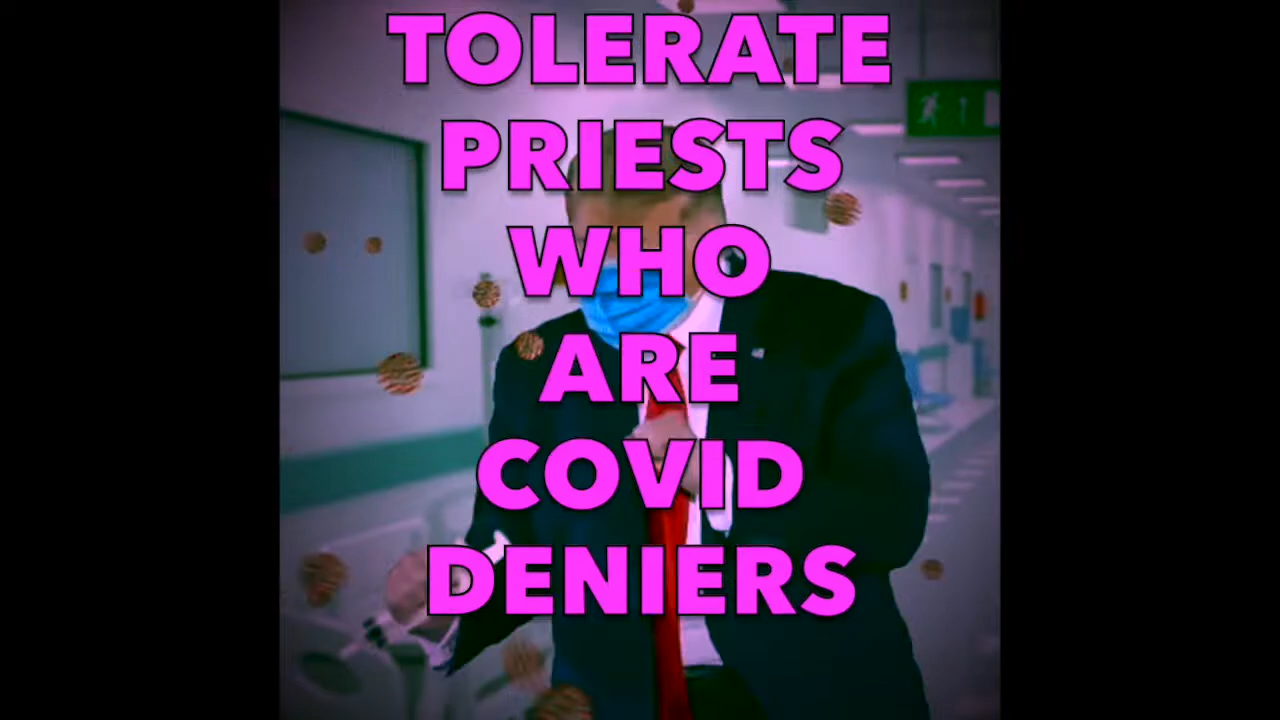 TOLERATE
PRIESTS
WHO
ARE
COVID
DENIERS